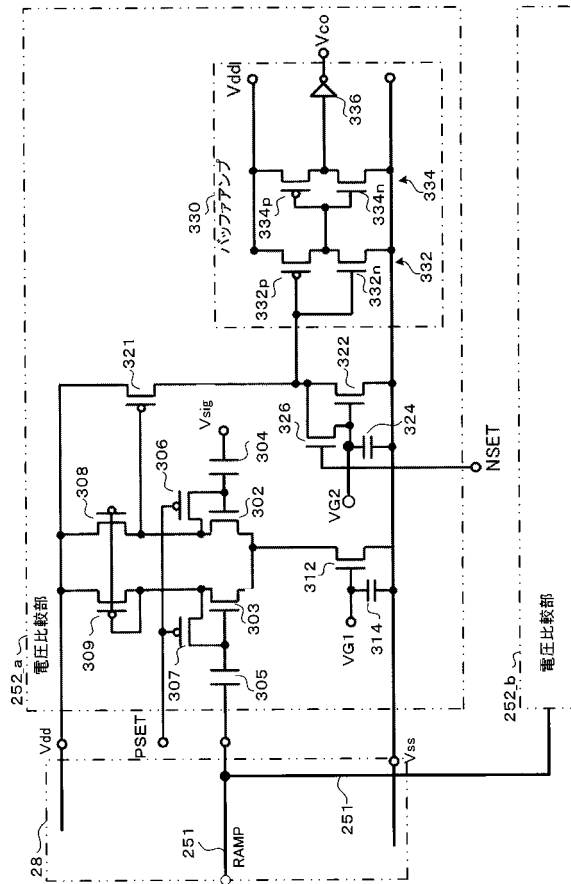 252_a
電圧比較部
28
Vdd
PSET
251
RAMP
251
Vss
309
308
307
306
305
303
302
304
Vsig
321
VG1
312
314
326
322
324
VG2
NSET
330
バッファアンプ
332p
332n
332
334p
334n
334
Vdd
336
Vco
252_b
電圧比較部